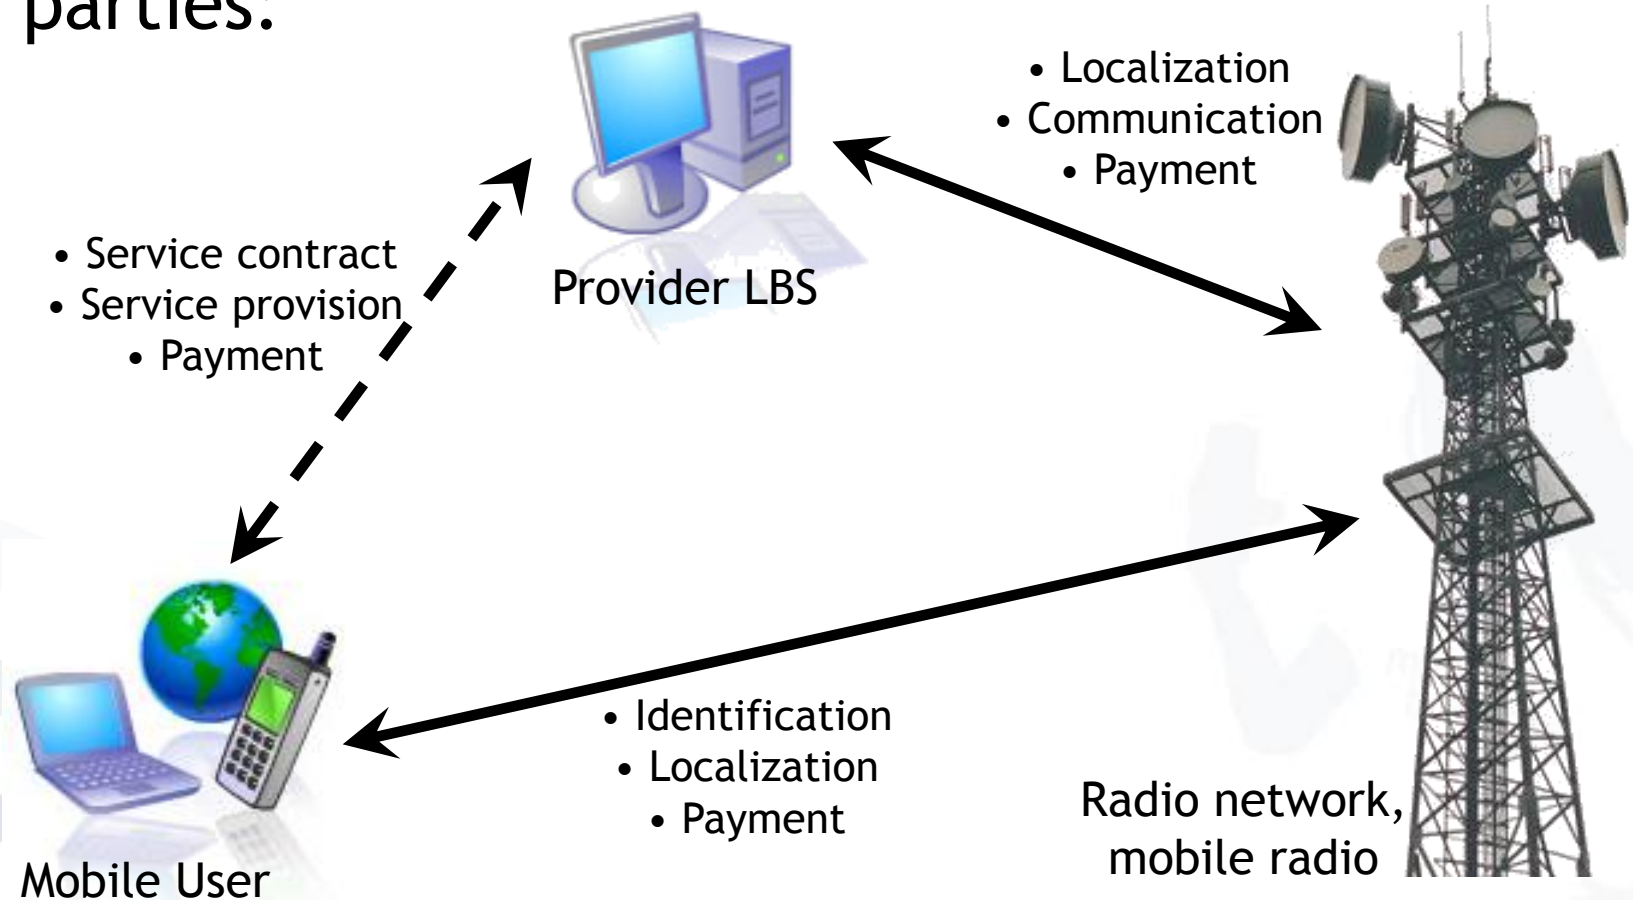 parties:
• Localization
• Communication
• Payment
• Service contract
• Service provision
• Payment
Provider LBS
• Identification
• Localization
• Payment
Radio network,
mobile radio
Mobile User